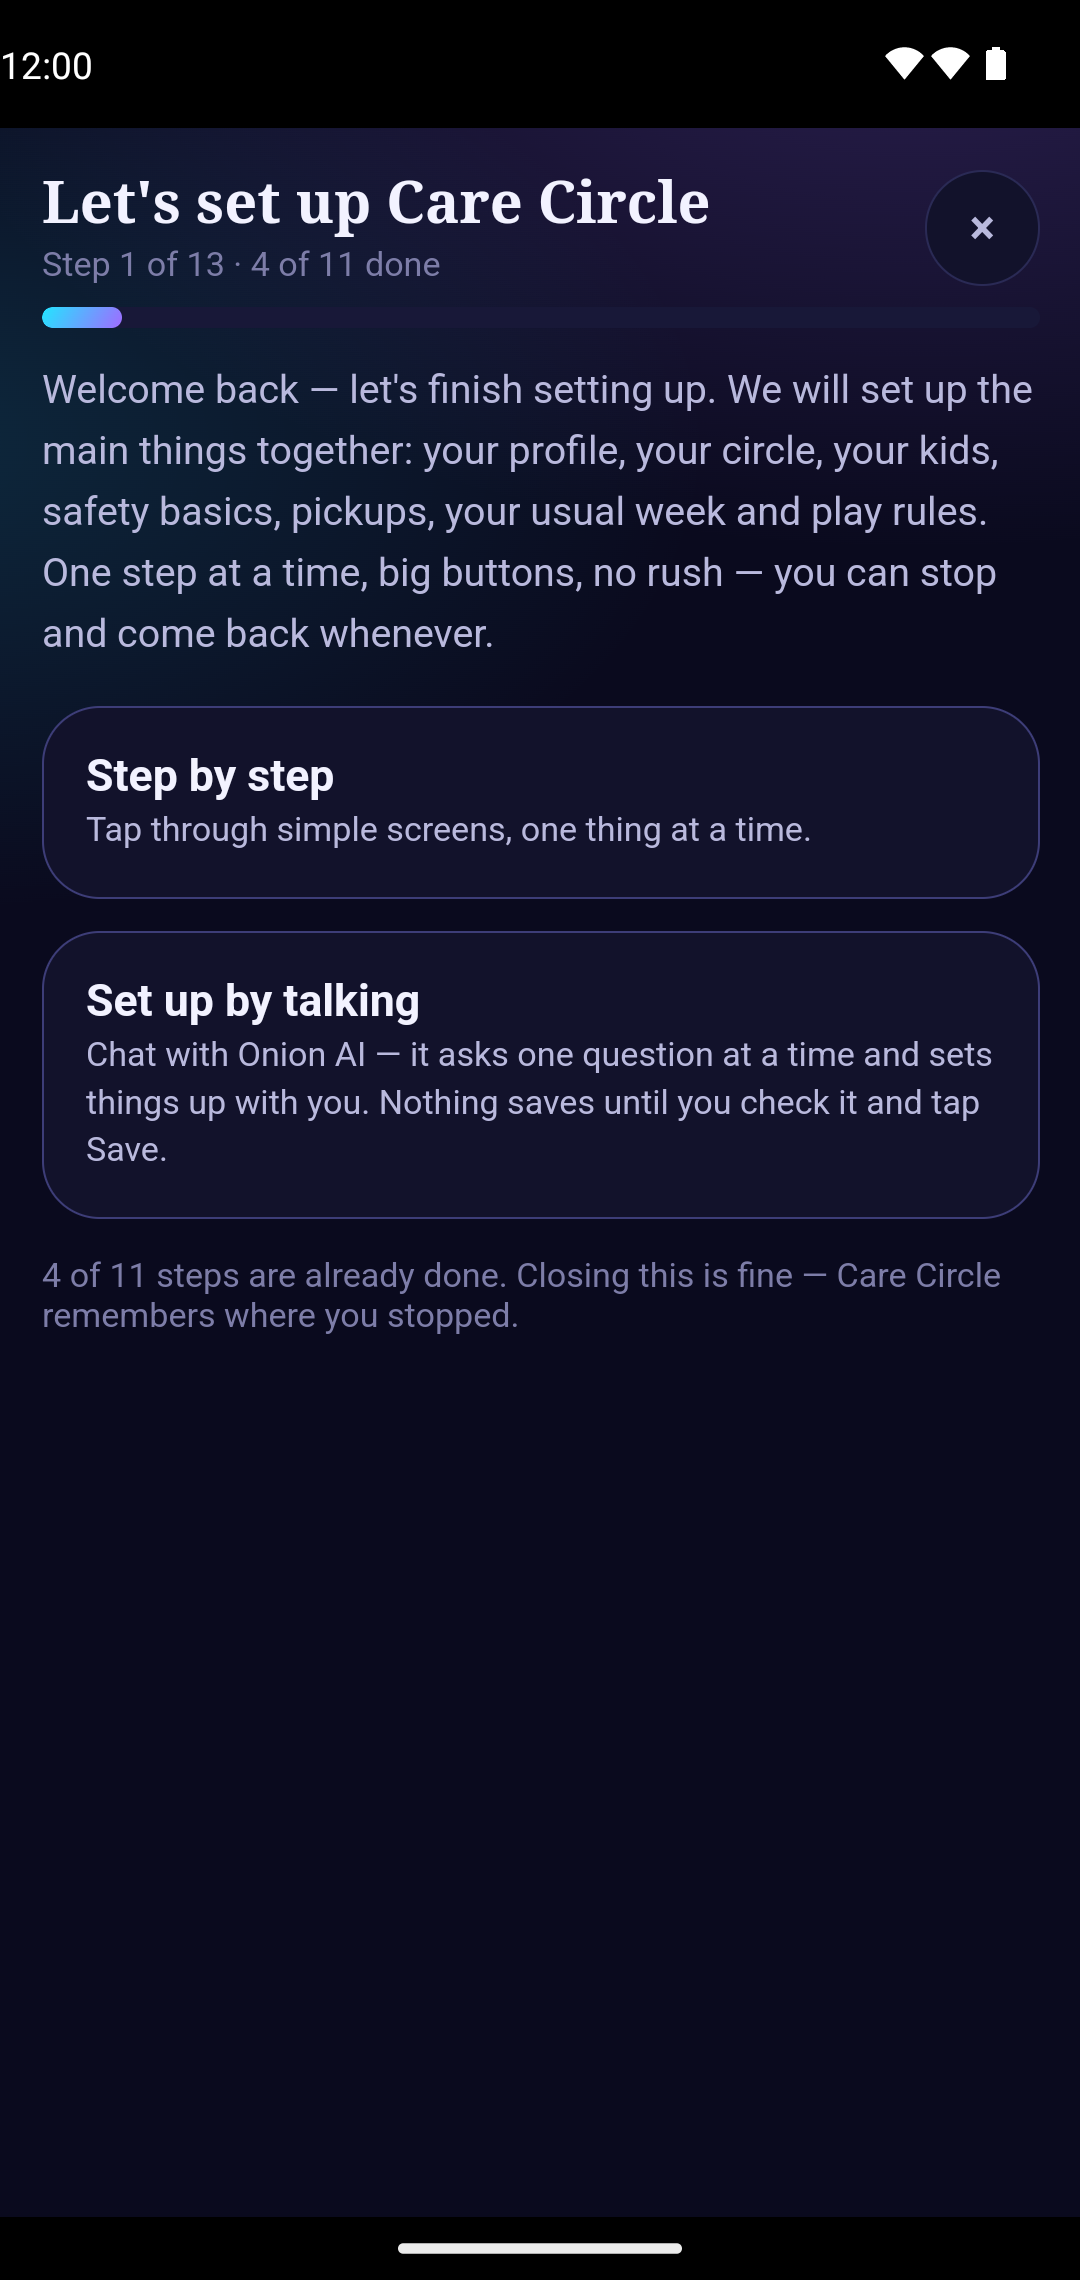 12:00
Let's set up Care Circle
Step 1 of 13 · 4 of 11 done
×
Welcome back — let's finish setting up. We will set up the
main things together: your profile, your circle, your kids,
safety basics, pickups, your usual week and play rules.
One step at a time, big buttons, no rush — you can stop
and come back whenever.
Step by step
Tap through simple screens, one thing at a time.
Set up by talking
Chat with Onion AI — it asks one question at a time and sets
things up with you. Nothing saves until you check it and tap
Save.
4 of 11 steps are already done. Closing this is fine — Care Circle
remembers where you stopped.